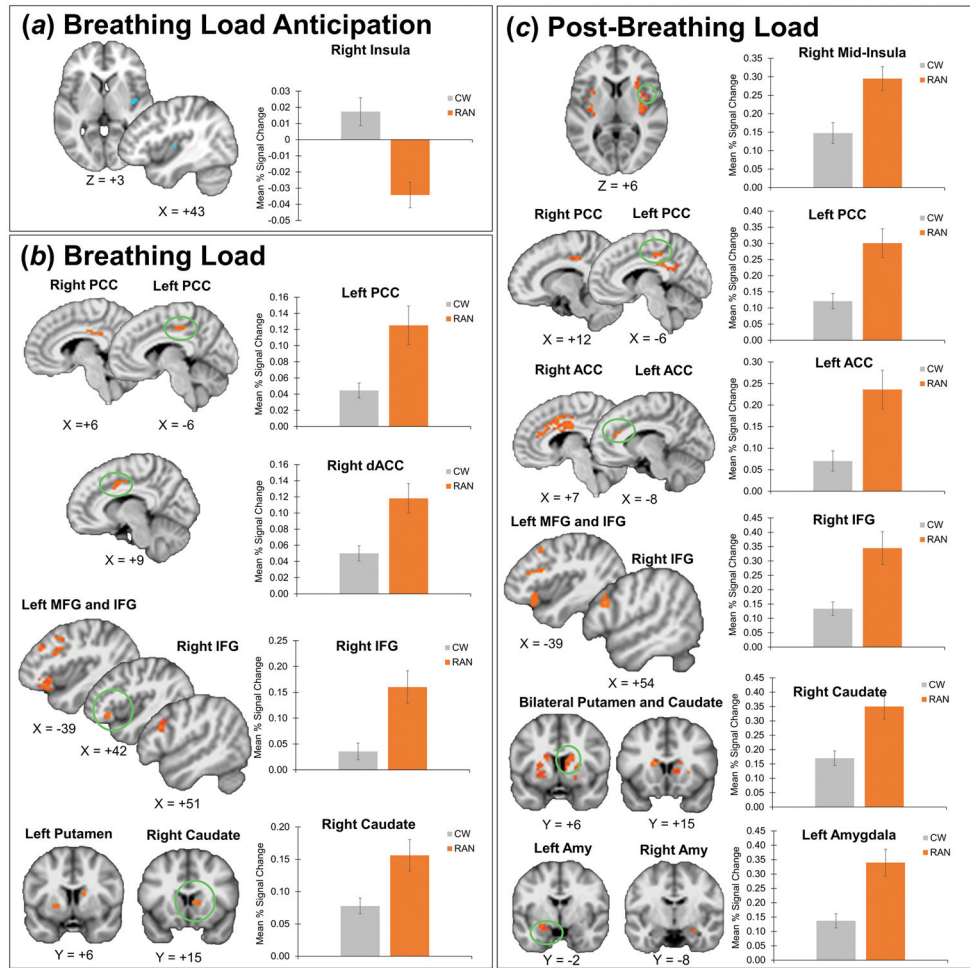 (a) Breathing Load Anticipation
Right Insula
Mean % Signal Change
0.03
0.02
0.01
0
-0.01
-0.02
-0.03
-0.04
-0.05
CW
RAN
Z = +3
X = +43
(b) Breathing Load
Right PCC Left PCC
X =+6 X = -6
Left PCC
Mean % Signal Change
0.16
0.14
0.12
0.10
0.08
0.06
0.04
0.02
0.00
CW
RAN
X = +9
Right dACC
Mean % Signal Change
0.16
0.14
0.12
0.10
0.08
0.06
0.04
0.02
0.00
CW
RAN
Left MFG and IFG
Right IFG
X = -39
X = +42
X = +51
Right IFG
Mean % Signal Change
0.25
0.20
0.15
0.10
0.05
0.00
CW
RAN
Left Putamen Right Caudate
Y = +6 Y = +15
Right Caudate
Mean % Signal Change
0.20
0.15
0.10
0.05
0.00
CW
RAN
(c) Post-Breathing Load
Z = +6
Right Mid-Insula
Mean % Signal Change
0.35
0.30
0.25
0.20
0.15
0.10
0.05
0.00
CW
RAN
Right PCC Left PCC
X = +12 X = -6
Left PCC
Mean % Signal Change
0.40
0.30
0.20
0.10
0.00
CW
RAN
Right ACC Left ACC
X = +7 X = -8
Left ACC
Mean % Signal Change
0.30
0.25
0.20
0.15
0.10
0.05
0.00
CW
RAN
Left MFG and IFG
Right IFG
X = -39
X = +54
Right IFG
Mean % Signal Change
0.45
0.40
0.35
0.30
0.25
0.20
0.15
0.10
0.05
0.00
CW
RAN
Bilateral Putamen and Caudate
Y = +6 Y = +15
Right Caudate
Mean % Signal Change
0.40
0.35
0.30
0.25
0.20
0.15
0.10
0.05
0.00
CW
RAN
Left Amy Right Amy
Y = -2 Y = -8
Left Amygdala
Mean % Signal Change
0.45
0.40
0.35
0.30
0.25
0.20
0.15
0.10
0.05
0.00
CW
RAN